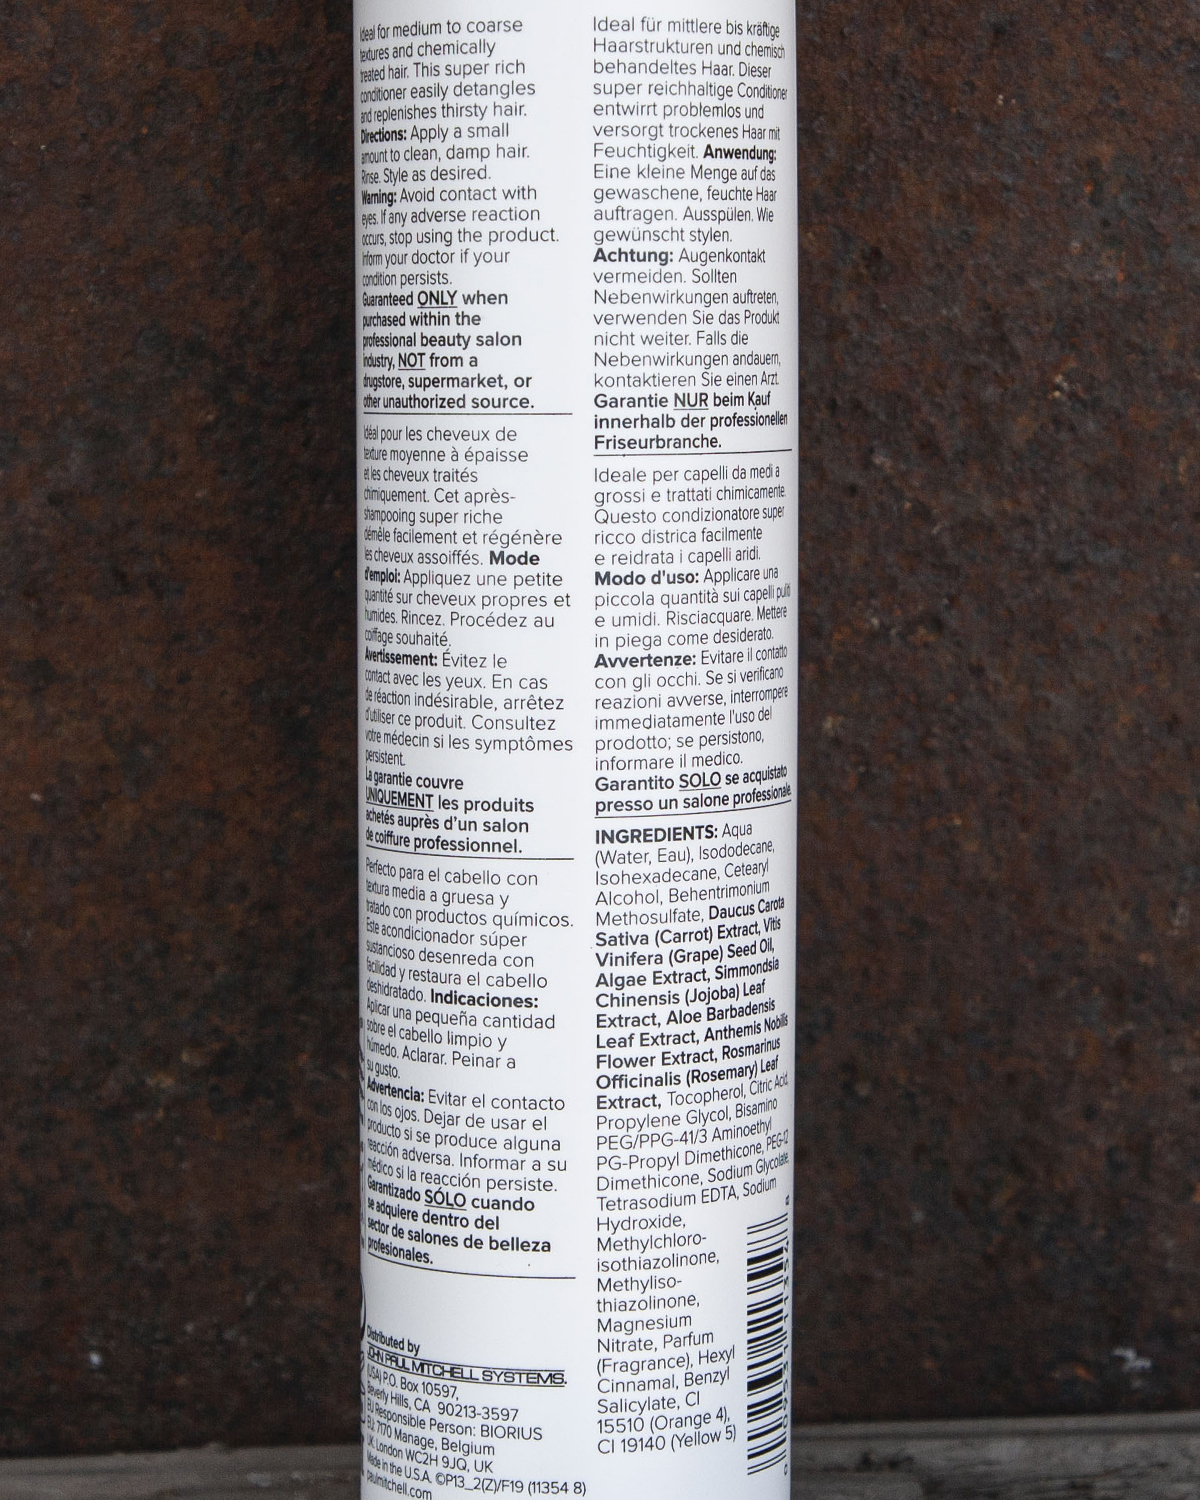 Ideal for medium to coarse
textures and chemically
treated hair. This super rich
conditioner easily detangles
and replenishes thirsty hair.
Directions: Apply a small
amount to clean, damp hair.
Rinse. Style as desired.
Warning: Avoid contact with
eyes. If any adverse reaction
occurs, stop using the product.
Inform your doctor if your
condition persists.
Guaranteed ONLY when
purchased within the
professional beauty salon
industry, NOT from a
drugstore, supermarket, or
other unauthorized source.
Idéal pour les cheveux de
texture moyenne à épaisse
et les cheveux traités
chimiquement. Cet après-
shampooing super riche
démêle facilement et régénère
les cheveux assoiffés. Mode
d'emploi: Appliquez une petite
quantité sur cheveux propres et
humides. Rincez. Procédez au
coiffage souhaité.
Avertissement: Évitez le
contact avec les yeux. En cas
de réaction indésirable, arrêtez
d'utiliser ce produit. Consultez
votre médecin si les symptômes
persistent.
La garantie couvre
UNIQUEMENT les produits
achetés auprès d'un salon
de coiffure professionnel.
Perfecto para el cabello con
textura media a gruesa y
tratado con productos químicos.
Este acondicionador súper
sustancioso desenreda con
facilidad y restaura el cabello
deshidratado. Indicaciones:
Aplicar una pequeña cantidad
sobre el cabello limpio y
húmedo. Aclarar. Peinar a
su gusto.
Advertencia: Evitar el contacto
con los ojos. Dejar de usar el
producto si se produce alguna
reacción adversa. Informar a su
médico si la reacción persiste.
Garantizado SÓLO cuando
se adquiere dentro del
sector de salones de belleza
profesionales.
Distributed by
JOHN PAUL MITCHELL SYSTEMS.
(USA) P.O. Box 10597,
Beverly Hills, CA 90213-3597
EU Responsible Person: BIORIUS
EU: 7170 Manage, Belgium
UK: London WC2H 9JQ, UK
Made in the U.S.A. ©P13_2(Z)/F19 (11354 8)
paulmitchell.com
Ideal für mittlere bis kräftige
Haarstrukturen und chemisch
behandeltes Haar. Dieser
super reichhaltige Conditioner
entwirrt problemlos und
versorgt trockenes Haar mit
Feuchtigkeit. Anwendung:
Eine kleine Menge auf das
gewaschene, feuchte Haar
auftragen. Ausspülen. Wie
gewünscht stylen.
Achtung: Augenkontakt
vermeiden. Sollten
Nebenwirkungen auftreten,
verwenden Sie das Produkt
nicht weiter. Falls die
Nebenwirkungen andauern,
kontaktieren Sie einen Arzt.
Garantie NUR beim Kauf
innerhalb der professionellen
Friseurbranche.
Ideale per capelli da medi a
grossi e trattati chimicamente.
Questo condizionatore super
ricco districa facilmente
e reidrata i capelli aridi.
Modo d'uso: Applicare una
piccola quantità sui capelli puliti
e umidi. Risciacquare. Mettere
in piega come desiderato.
Avvertenze: Evitare il contatto
con gli occhi. Se si verificano
reazioni avverse, interrompere
immediatamente l'uso del
prodotto; se persistono,
informare il medico.
Garantito SOLO se acquistato
presso un salone professionale.
INGREDIENTS: Aqua
(Water, Eau), Isododecane,
Isohexadecane, Cetearyl
Alcohol, Behentrimonium
Methosulfate, Daucus Carota
Sativa (Carrot) Extract, Vitis
Vinifera (Grape) Seed Oil,
Algae Extract, Simmondsia
Chinensis (Jojoba) Leaf
Extract, Aloe Barbadensis
Leaf Extract, Anthemis Nobilis
Flower Extract, Rosmarinus
Officinalis (Rosemary) Leaf
Extract, Tocopherol, Citric Acid,
Propylene Glycol, Bisamino
PEG/PPG-41/3 Aminoethyl
PG-Propyl Dimethicone, PEG-12
Dimethicone, Sodium Glycolate,
Tetrasodium EDTA, Sodium
Hydroxide,
Methylchloro-
isothiazolinone,
Methyliso-
thiazolinone,
Magnesium
Nitrate, Parfum
(Fragrance), Hexyl
Cinnamal, Benzyl
Salicylate, CI
15510 (Orange 4),
CI 19140 (Yellow 5)